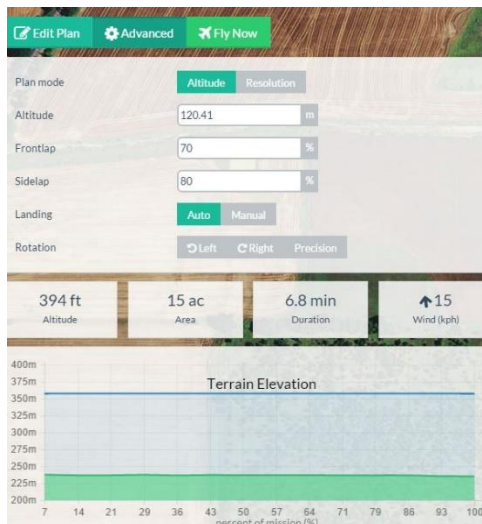 Edit Plan Advanced Fly Now
Plan mode Altitude Resolution
Altitude 120.41 m
Frontlap 70 %
Sidelap 80 %
Landing Auto Manual
Rotation Left Right Precision
394 ft 15 ac 6.8 min 15
Altitude Area Duration Wind (kph)
Terrain Elevation
400m
375m
350m
325m
300m
275m
250m
225m
200m
7 14 21 29 36 43 50 57 64 71 79 86 93 100
percent of mission (%)